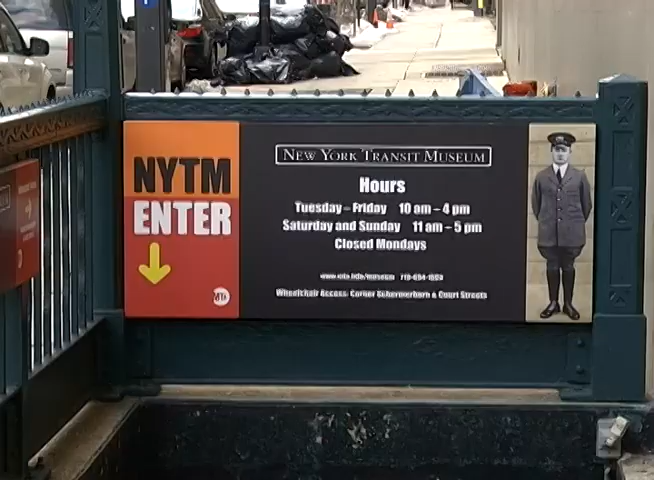 NYTM
ENTER
MTA
NEW YORK TRANSIT MUSEUM
Hours
Tuesday - Friday 10 am - 4 pm
Saturday and Sunday 11 am - 5 pm
Closed Mondays
Wheelchair Access: Corner Schermerhorn & Court Streets